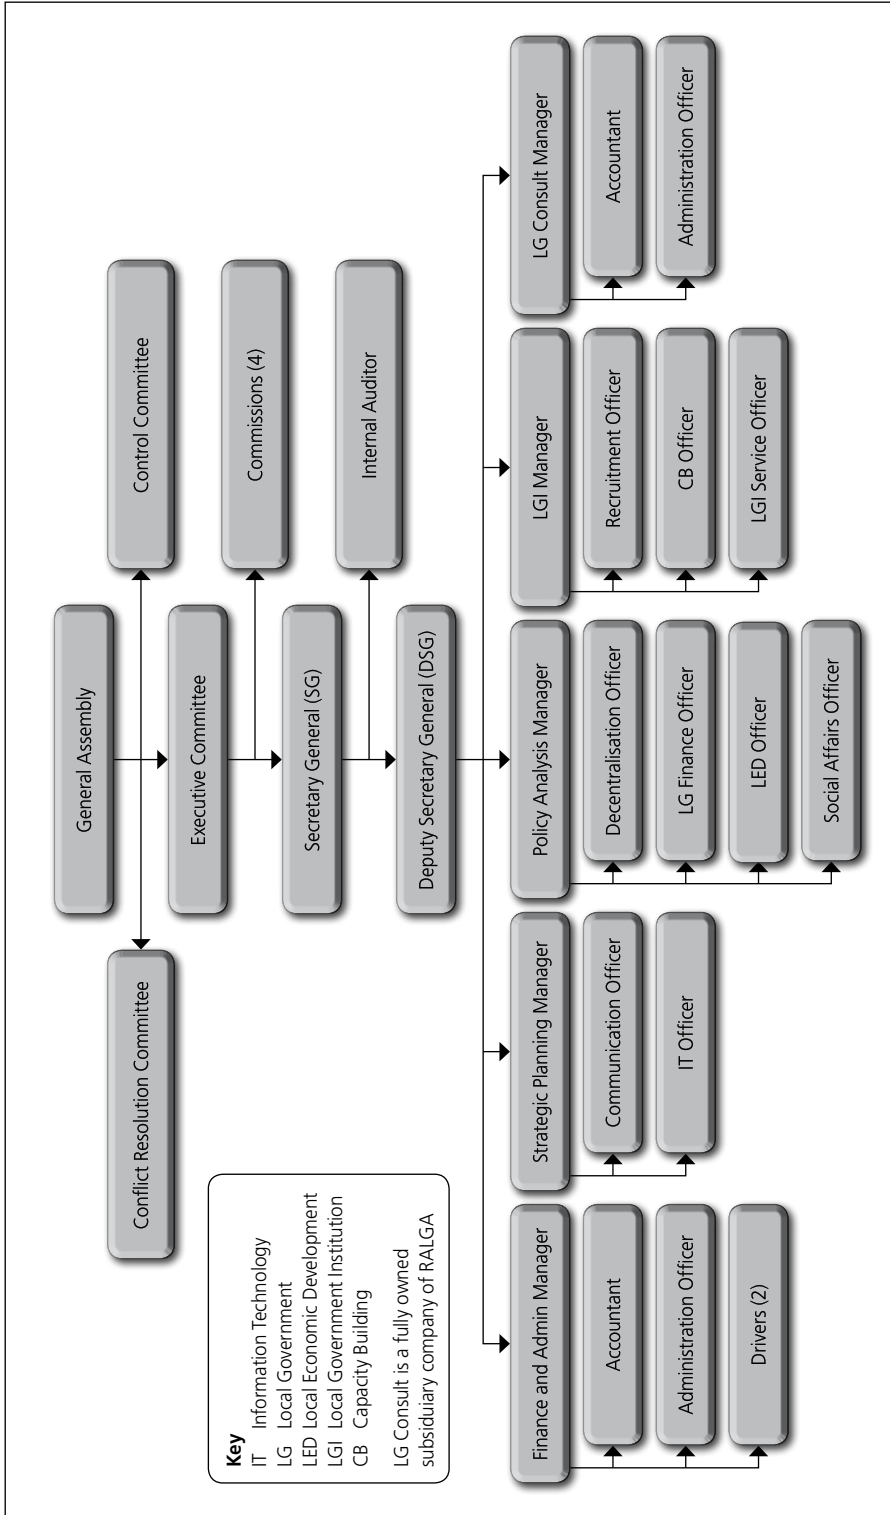 General Assembly
Conflict Resolution Committee
Control Committee
Executive Committee
Commissions (4)
Secretary General (SG)
Internal Auditor
Deputy Secretary General (DSG)
Key
IT Information Technology
LG Local Government
LED Local Economic Development
LGI Local Government Institution
CB Capacity Building
LG Consult is a fully owned
subsiduiary company of RALGA
Finance and Admin Manager
Accountant
Administration Officer
Drivers (2)
Strategic Planning Manager
Communication Officer
IT Officer
Policy Analysis Manager
Decentralisation Officer
LG Finance Officer
LED Officer
Social Affairs Officer
LGI Manager
Recruitment Officer
CB Officer
LGI Service Officer
LG Consult Manager
Accountant
Administration Officer